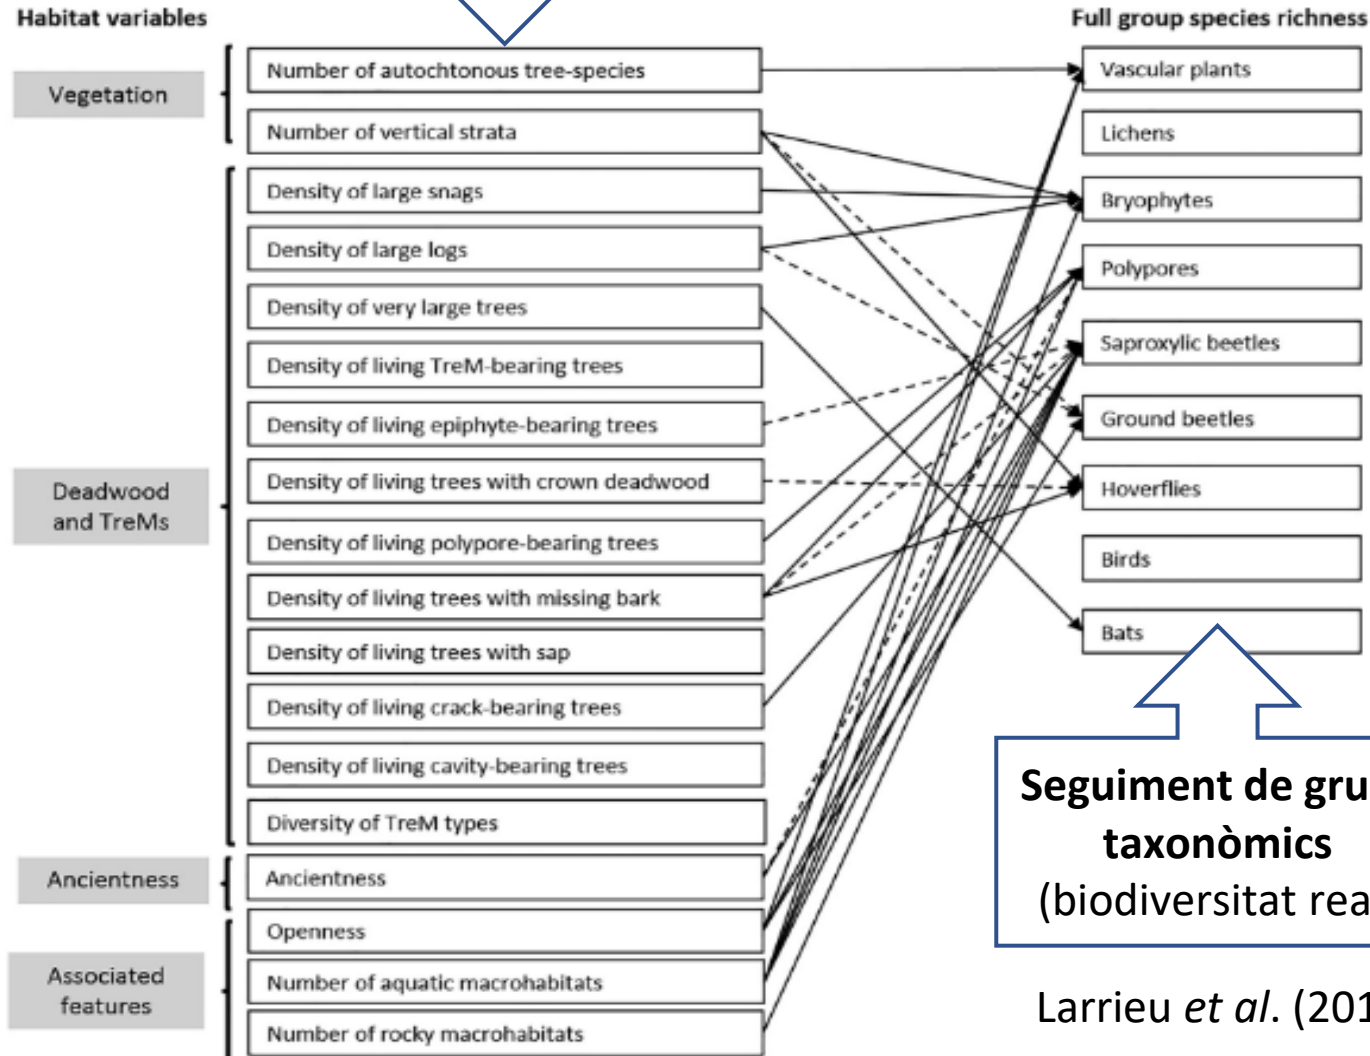 Habitat variables
Full group species richness
Vegetation
Number of autochtonous tree-species
Number of vertical strata
Deadwood
and TreMs
Density of large snags
Density of large logs
Density of very large trees
Density of living TreM-bearing trees
Density of living epiphyte-bearing trees
Density of living trees with crown deadwood
Density of living polypore-bearing trees
Density of living trees with missing bark
Density of living trees with sap
Density of living crack-bearing trees
Density of living cavity-bearing trees
Diversity of TreM types
Ancientness
Ancientness
Associated
features
Openness
Number of aquatic macrohabitats
Number of rocky macrohabitats
Vascular plants
Lichens
Bryophytes
Polypores
Saproxylic beetles
Ground beetles
Hoverflies
Birds
Bats
Seguiment de
taxonòmics
(biodiversitat
Larrieu et al.